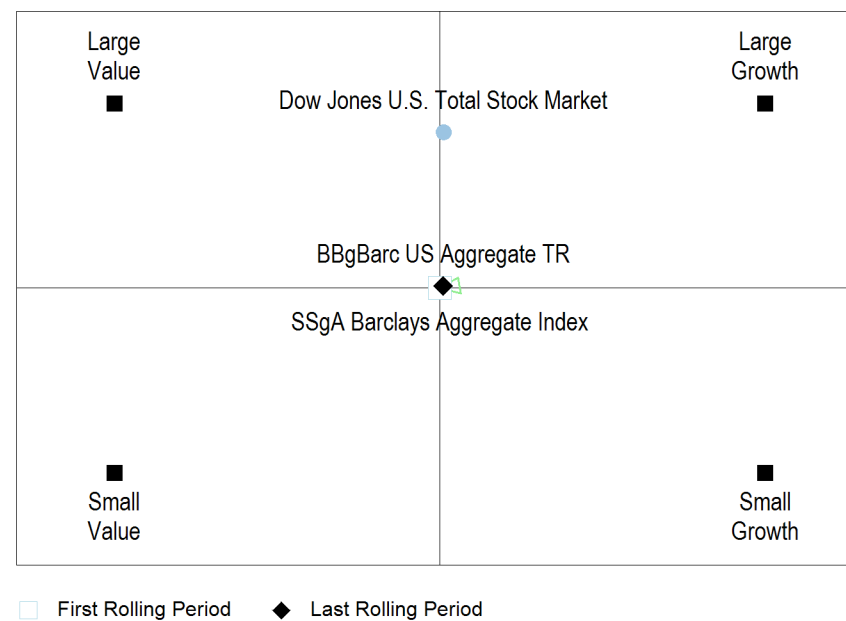 Large
Value
Large
Growth
Dow Jones U.S. Total Stock Market
BBgBarc US Aggregate TR
SSgA Barclays Aggregate Index
Small
Value
Small
Growth
First Rolling Period
Last Rolling Period